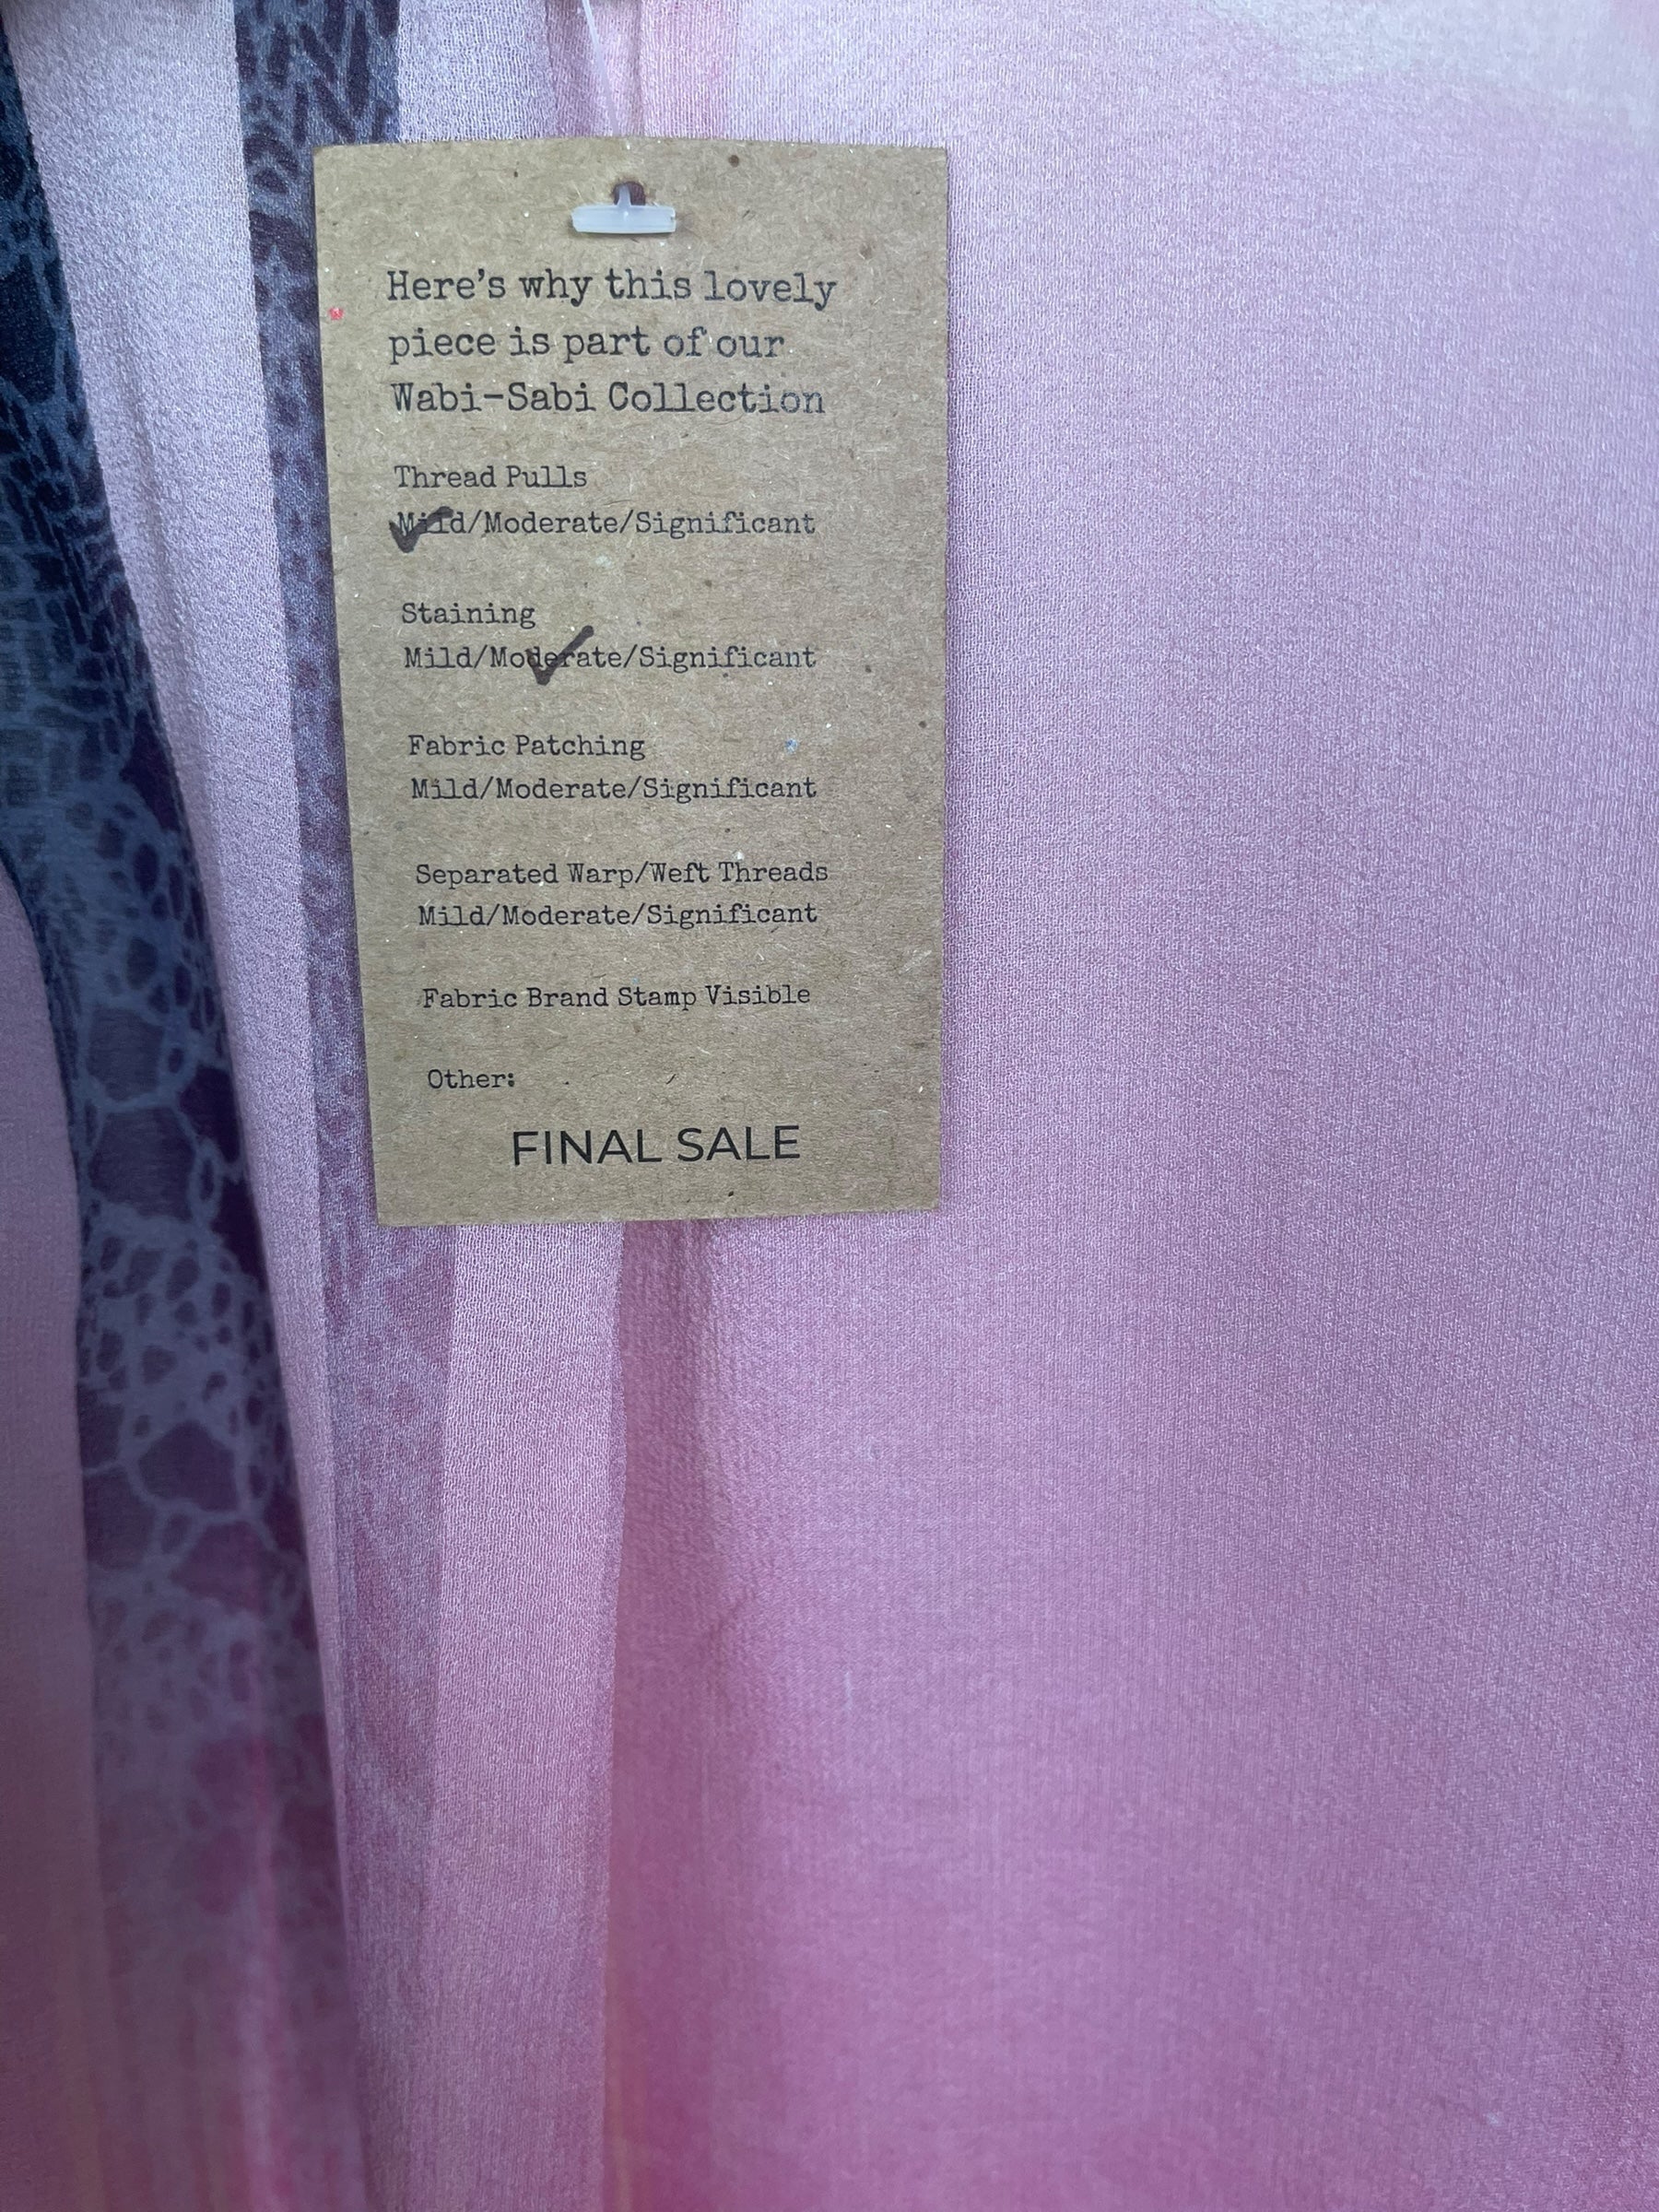 Here's why this lovely
piece is part of our
Wabi-Sabi Collection
Thread Pulls
Mild/Moderate/Significant
Staining
Mild/Moderate/Significant
Fabric Patching
Mild/Moderate/Significant
Separated Warp/Weft Threads
Mild/Moderate/Significant
Fabric Brand Stamp Visible
Other:
FINAL SALE